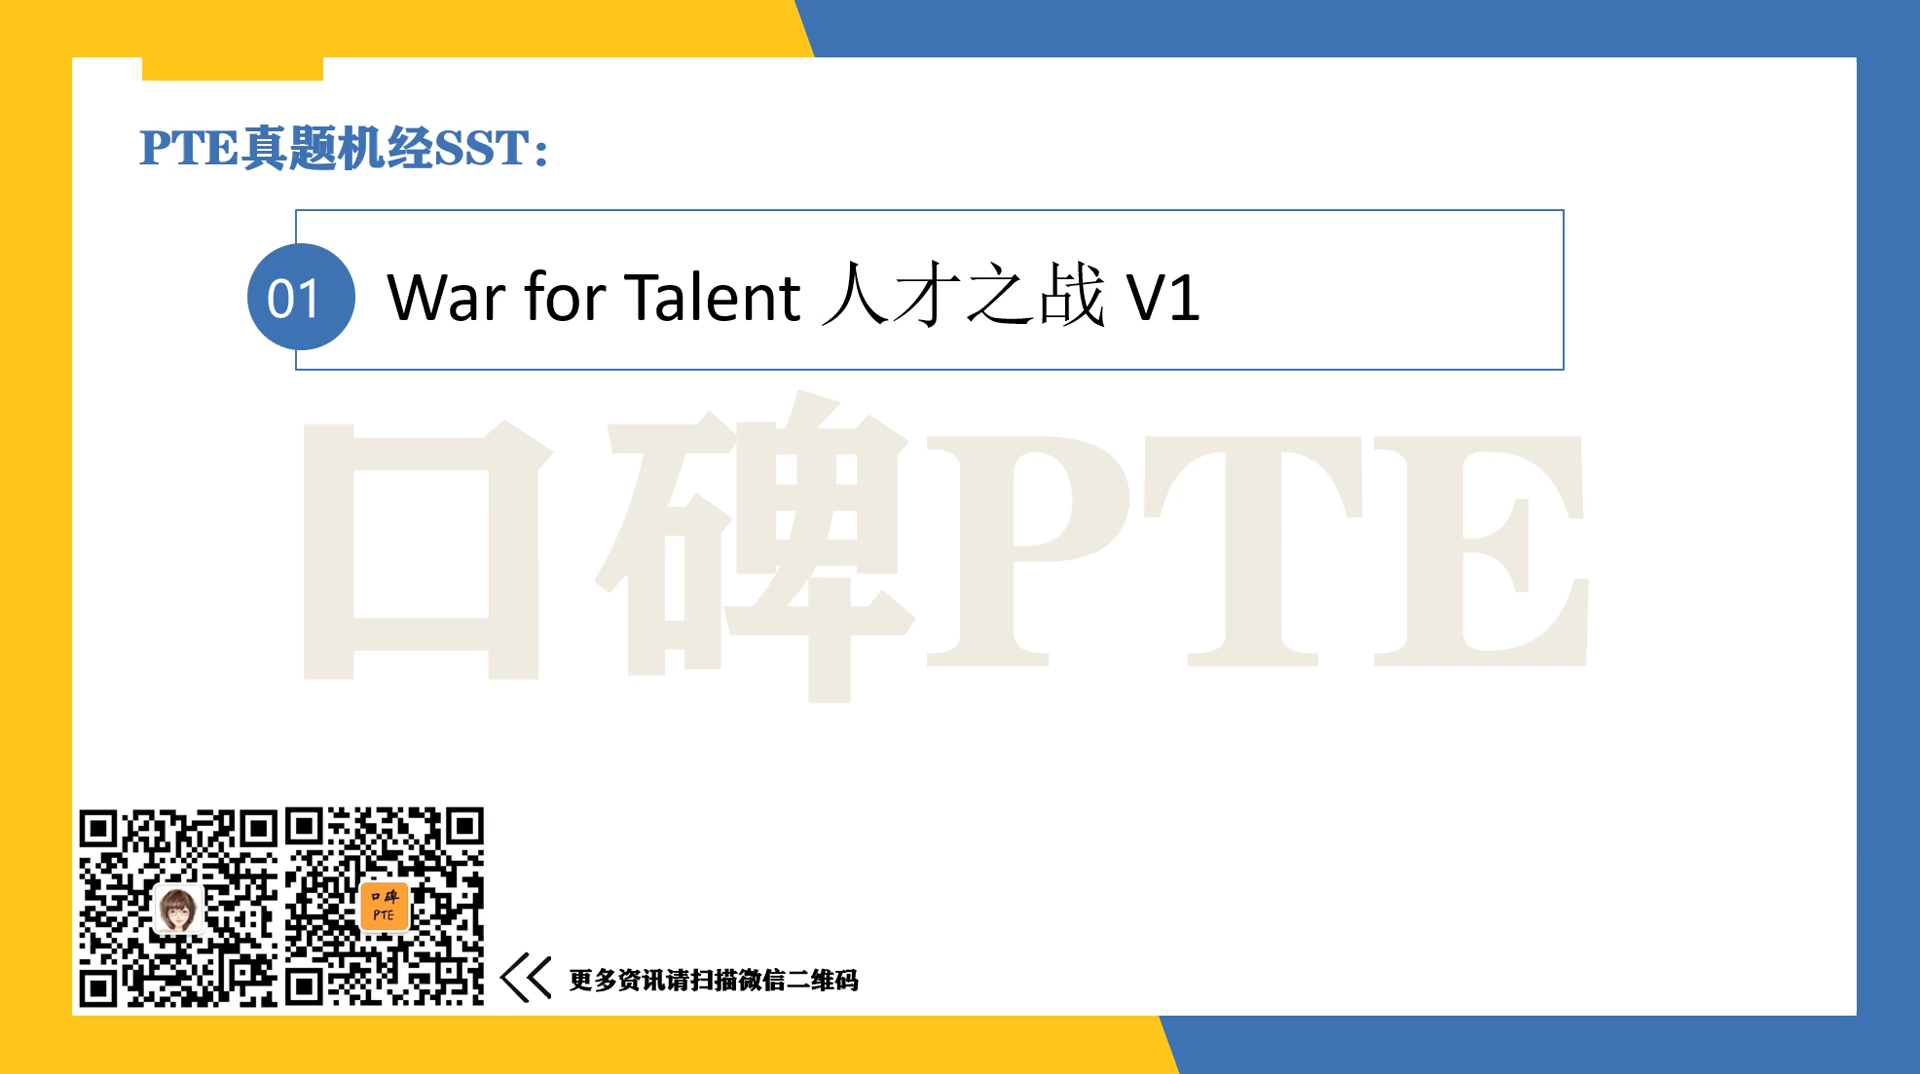 PTE真题机经SST：
01
War for Talent 人才之战 V1
口碑PTE
口碑
PTE
更多资讯请扫描微信二维码